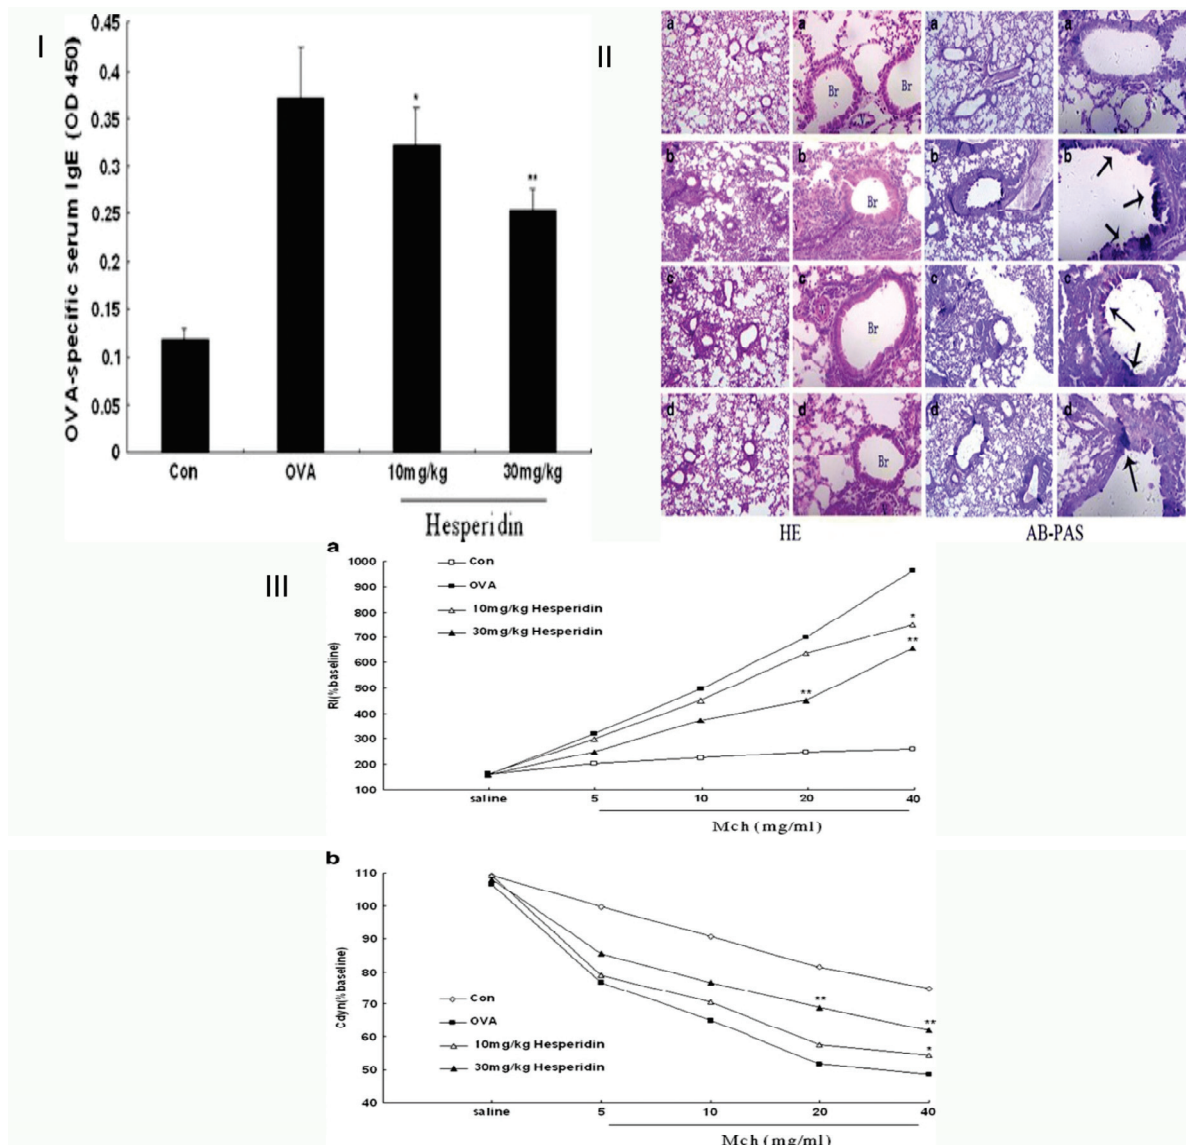 I
OVA-specific serum IgE (OD 450)
0.45
0.4
0.35
0.3
0.25
0.2
0.15
0.1
0.05
0
*
**
Con OVA 10mg/kg 30mg/kg
Hesperidin
II
a a a a
Br Br
V
b b b b
Br
c c c c
Br
d d d d
Br
HE AB-PAS
III
a
Rl(%baseline)
1000
900
800
700
600
500
400
300
200
100
Con
OVA
10mg/kg Hesperidin
30mg/kg Hesperidin
*
**
**
saline 5 10 20 40
Mch (mg/ml)
b
Cdyn(%baseline)
110
100
90
80
70
60
50
40
Con
OVA
10mg/kg Hesperidin
30mg/kg Hesperidin
**
**
*
saline 5 10 20 40
Mch (mg/ml)